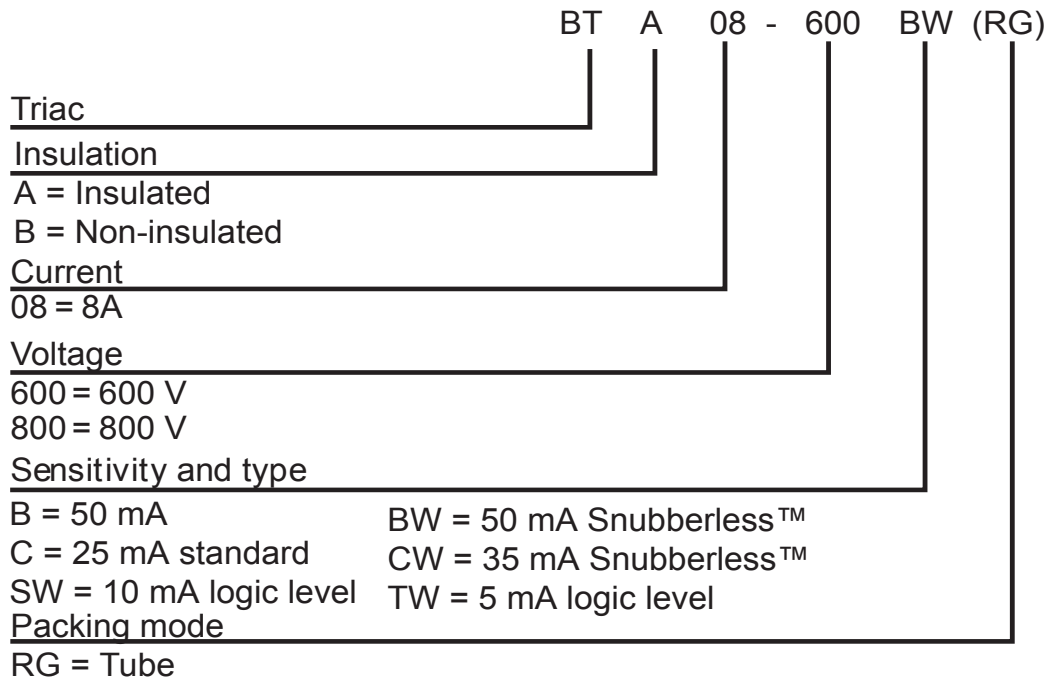 BT A 08 - 600 BW (RG)
Triac
Insulation
A = Insulated
B = Non-insulated
Current
08 = 8A
Voltage
600 = 600 V
800 = 800 V
Sensitivity and type
B = 50 mA
C = 25 mA standard
SW = 10 mA logic level
BW = 50 mA Snubberless™
CW = 35 mA Snubberless™
TW = 5 mA logic level
Packing mode
RG = Tube